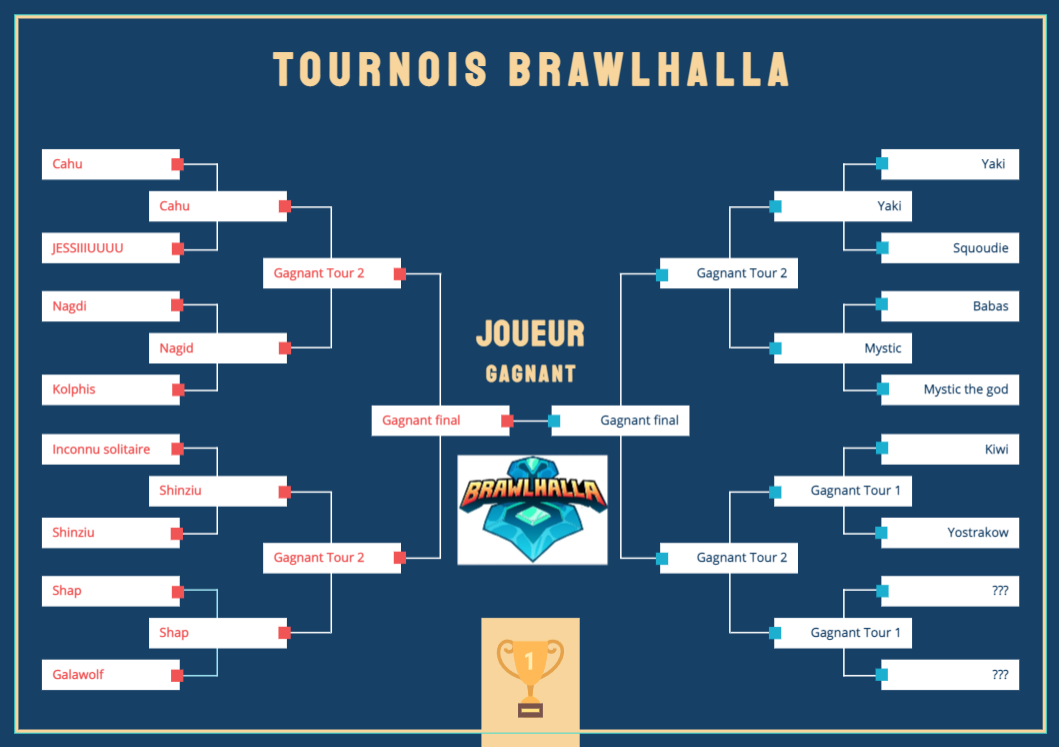 TOURNOIS BRAWLHALLA
Cahu
Cahu
JESSIIIUUUU
Gagnant Tour 2
Nagdi
Nagid
Kolphis
Gagnant final
Inconnu solitaire
Shinziu
Shinziu
Gagnant Tour 2
Shap
Shap
Galawolf
JOUEUR
GAGNANT
BRAWLHALLA
1
Yaki
Yaki
Squoudie
Gagnant Tour 2
Babas
Mystic
Mystic the god
Gagnant final
Kiwi
Gagnant Tour 1
Yostrakow
Gagnant Tour 2
???
Gagnant Tour 1
???